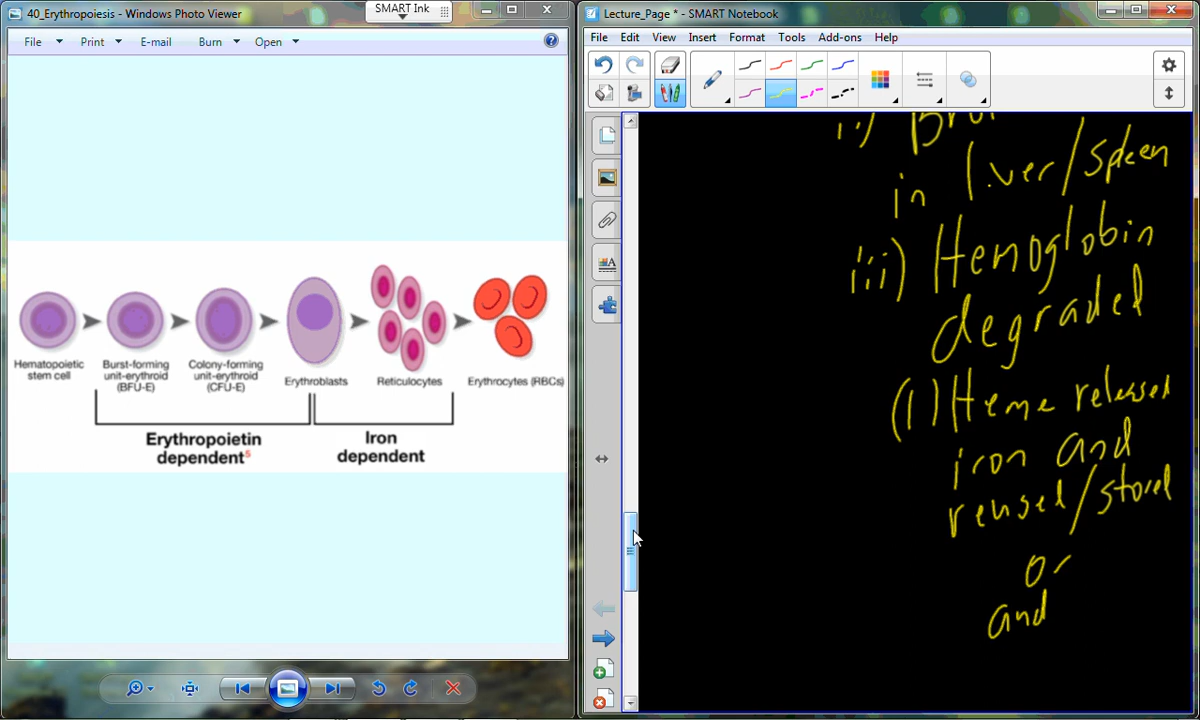 40_Erythropoiesis - Windows Photo Viewer
SMART Ink
File Print E-mail Burn Open
Hematopoietic stem cell
Burst-forming unit-erythroid (BFU-E)
Colony-forming unit-erythroid (CFU-E)
Erythroblasts
Reticulocytes
Erythrocytes (RBCs)
Erythropoietin
dependent5
Iron
dependent
Lecture_Page * - SMART Notebook
File Edit View Insert Format Tools Add-ons Help
ii)
in liver/spleen
iii) Hemoglobin
degraded
(1) Heme released
iron and
reused/stored
or
and